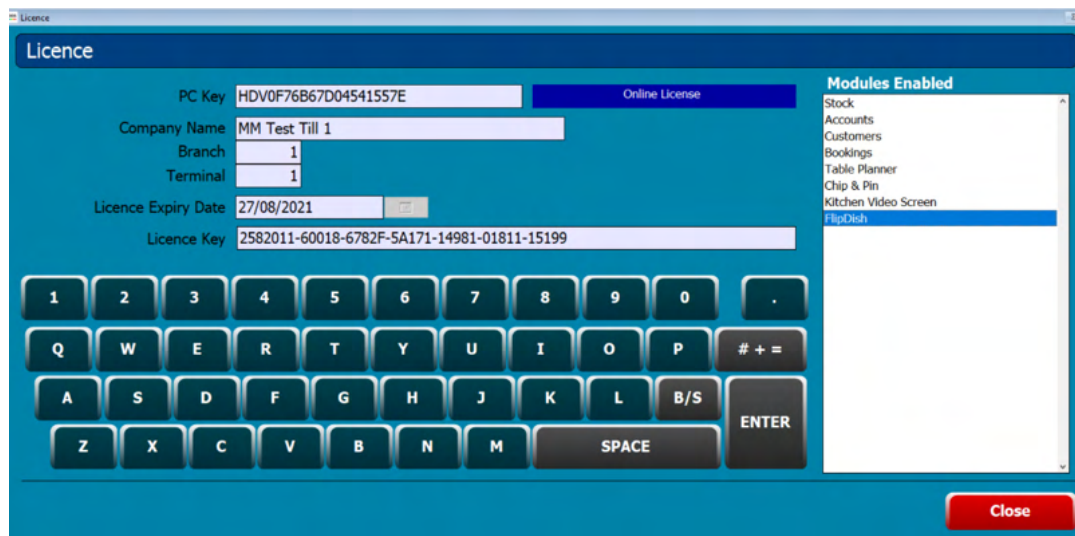 Licence
Licence
PC Key HDV0F76B67D04541557E Online License
Company Name MM Test Till 1
Branch 1
Terminal 1
Licence Expiry Date 27/08/2021
Licence Key 2582011-60018-6782F-5A171-14981-01811-15199
Modules Enabled
Stock
Accounts
Customers
Bookings
Table Planner
Chip & Pin
Kitchen Video Screen
FlipDish
1 2 3 4 5 6 7 8 9 0 .
Q W E R T Y U I O P # + =
A S D F G H J K L B/S ENTER
Z X C V B N M SPACE
Close